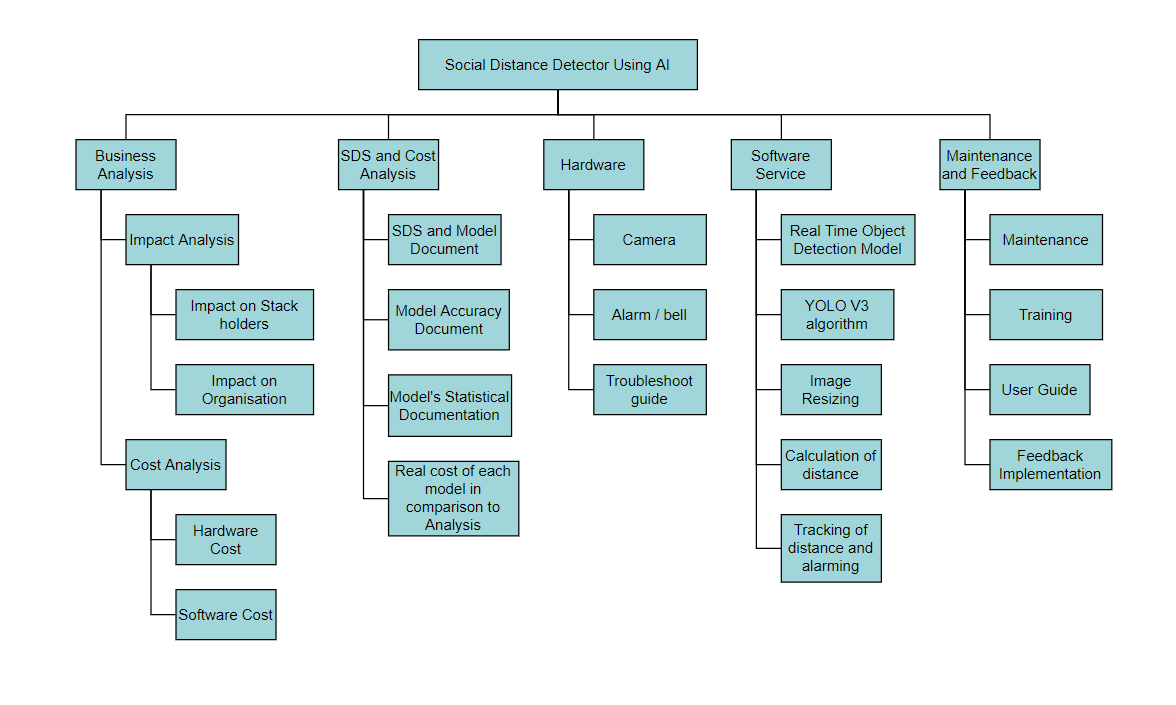 Social Distance Detector Using AI
Business
Analysis
Impact Analysis
Impact on Stack
holders
Impact on
Organisation
Cost Analysis
Hardware
Cost
Software Cost
SDS and Cost
Analysis
SDS and Model
Document
Model Accuracy
Document
Model's Statistical
Documentation
Real cost of each
model in
comparison to
Analysis
Hardware
Camera
Alarm / bell
Troubleshoot
guide
Software
Service
Real Time Object
Detection Model
YOLO V3
algorithm
Image
Resizing
Calculation of
distance
Tracking of
distance and
alarming
Maintenance
and Feedback
Maintenance
Training
User Guide
Feedback
Implementation